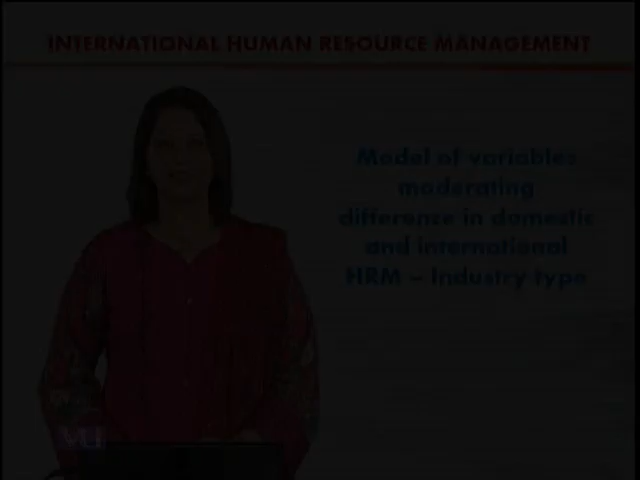 INTERNATIONAL HUMAN RESOURCE MANAGEMENT
Model of variables
moderating
difference in domestic
and international
HRM – Industry type